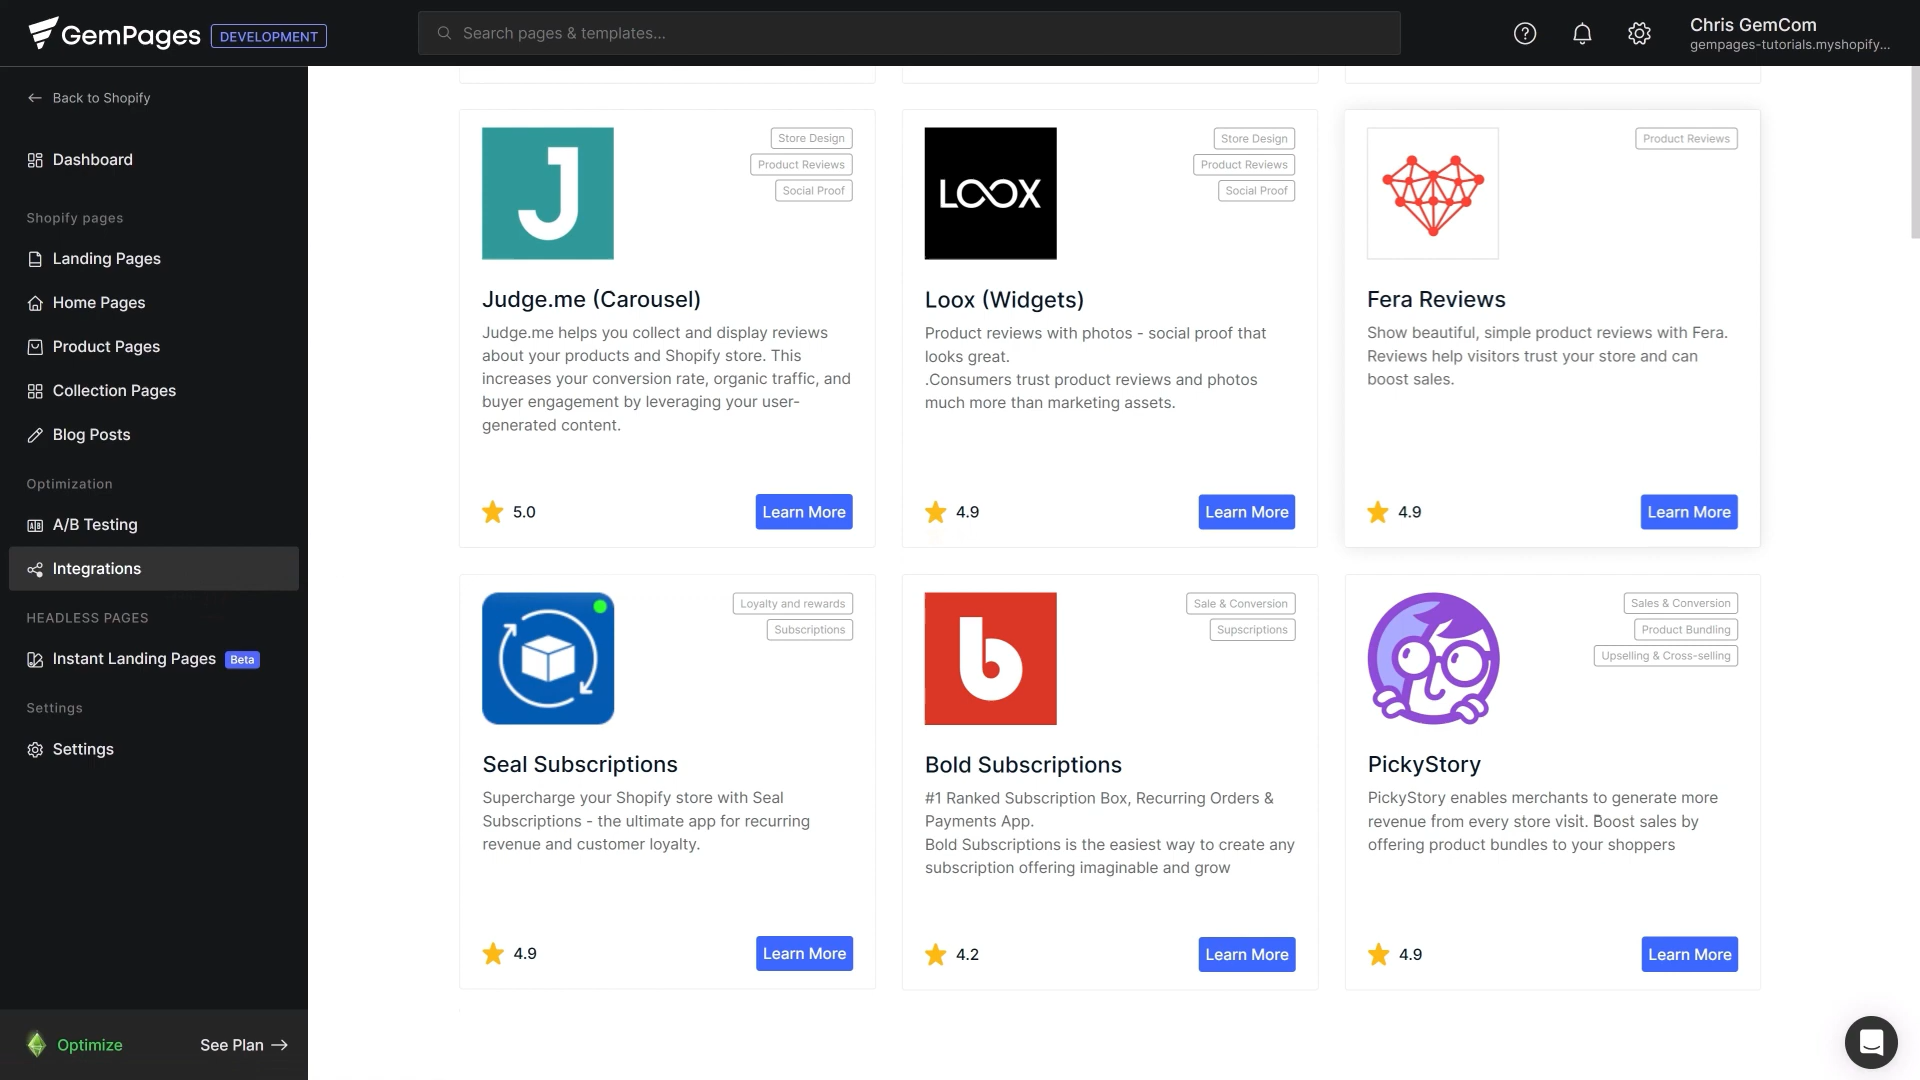 GemPages DEVELOPMENT
Search pages & templates...
Chris GemCom
gempages-tutorials.myshopify...
Back to Shopify
Dashboard
Shopify pages
Landing Pages
Home Pages
Product Pages
Collection Pages
Blog Posts
Optimization
A/B Testing
Integrations
HEADLESS PAGES
Instant Landing Pages Beta
Settings
Settings
Optimize See Plan
J
Store Design
Product Reviews
Social Proof
Judge.me (Carousel)
Judge.me helps you collect and display reviews
about your products and Shopify store. This
increases your conversion rate, organic traffic, and
buyer engagement by leveraging your user-
generated content.
5.0 Learn More
LOOX
Store Design
Product Reviews
Social Proof
Loox (Widgets)
Product reviews with photos - social proof that
looks great.
.Consumers trust product reviews and photos
much more than marketing assets.
4.9 Learn More
Product Reviews
Fera Reviews
Show beautiful, simple product reviews with Fera.
Reviews help visitors trust your store and can
boost sales.
4.9 Learn More
Loyalty and rewards
Subscriptions
Seal Subscriptions
Supercharge your Shopify store with Seal
Subscriptions - the ultimate app for recurring
revenue and customer loyalty.
4.9 Learn More
b
Sale & Conversion
Supscriptions
Bold Subscriptions
#1 Ranked Subscription Box, Recurring Orders &
Payments App.
Bold Subscriptions is the easiest way to create any
subscription offering imaginable and grow
4.2 Learn More
Sales & Conversion
Product Bundling
Upselling & Cross-selling
PickyStory
PickyStory enables merchants to generate more
revenue from every store visit. Boost sales by
offering product bundles to your shoppers
4.9 Learn More